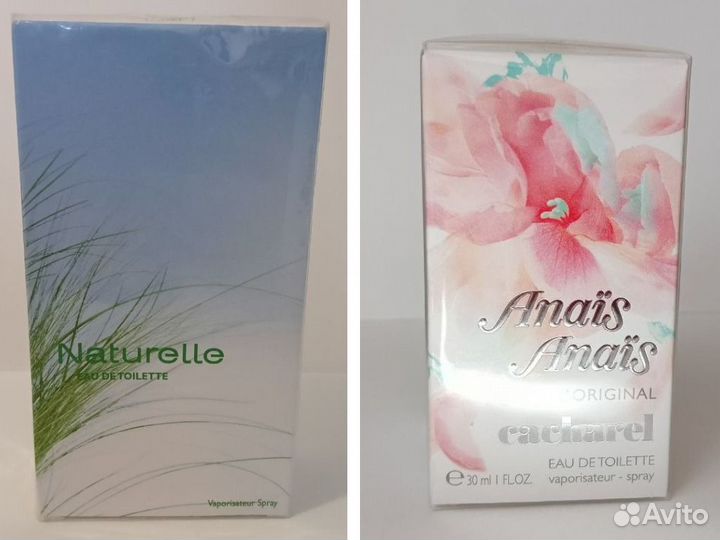 Naturelle
EAU DE TOILETTE
Vaporisateur Spray
Anaïs
Anaïs
L'ORIGINAL
cacharel
EAU DE TOILETTE
℮ 30 ml 1 FL.OZ. vaporisateur - spray
Avito